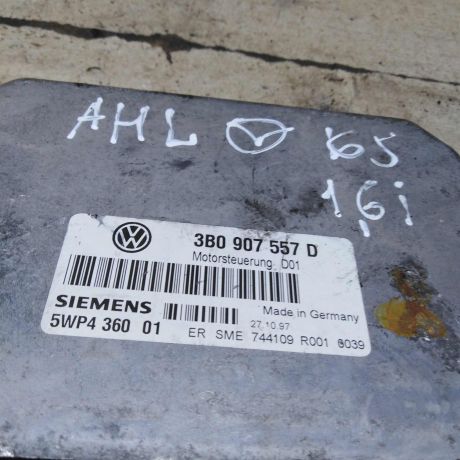 AHL B5
1,6i
3B0 907 557 D
Motorsteuerung D01
SIEMENS
5WP4 360 01
27.10.97
Made in Germany
ER SME 744109 R001 8039